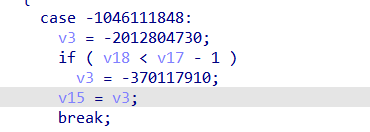 {
case -1046111848:
v3 = -2012804730;
if ( v18 < v17 - 1 )
v3 = -370117910;
v15 = v3;
break;